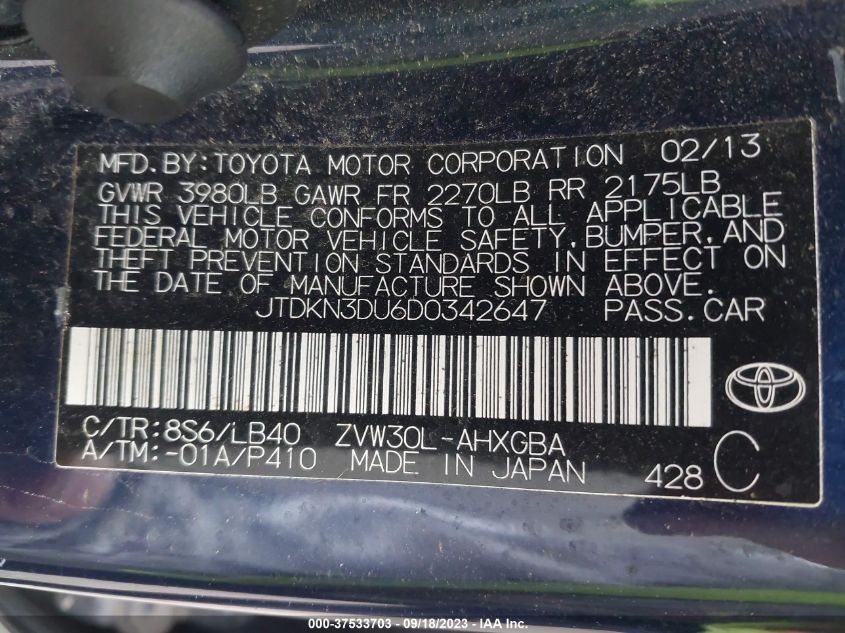 MFD. BY: TOYOTA MOTOR CORPORATION 02/13
GVWR 3980LB GAWR FR 2270LB RR 2175LB
THIS VEHICLE CONFORMS TO ALL APPLICABLE
FEDERAL MOTOR VEHICLE SAFETY, BUMPER, AND
THEFT PREVENTION STANDARDS IN EFFECT ON
THE DATE OF MANUFACTURE SHOWN ABOVE.
JTDKN3DU6D0342647 PASS. CAR
C/TR: 8S6/LB40 ZVW30L-AHXGBA
A/TM: -01A/P410 MADE IN JAPAN 428 C
000-37533703 - 09/18/2023 - IAA Inc.